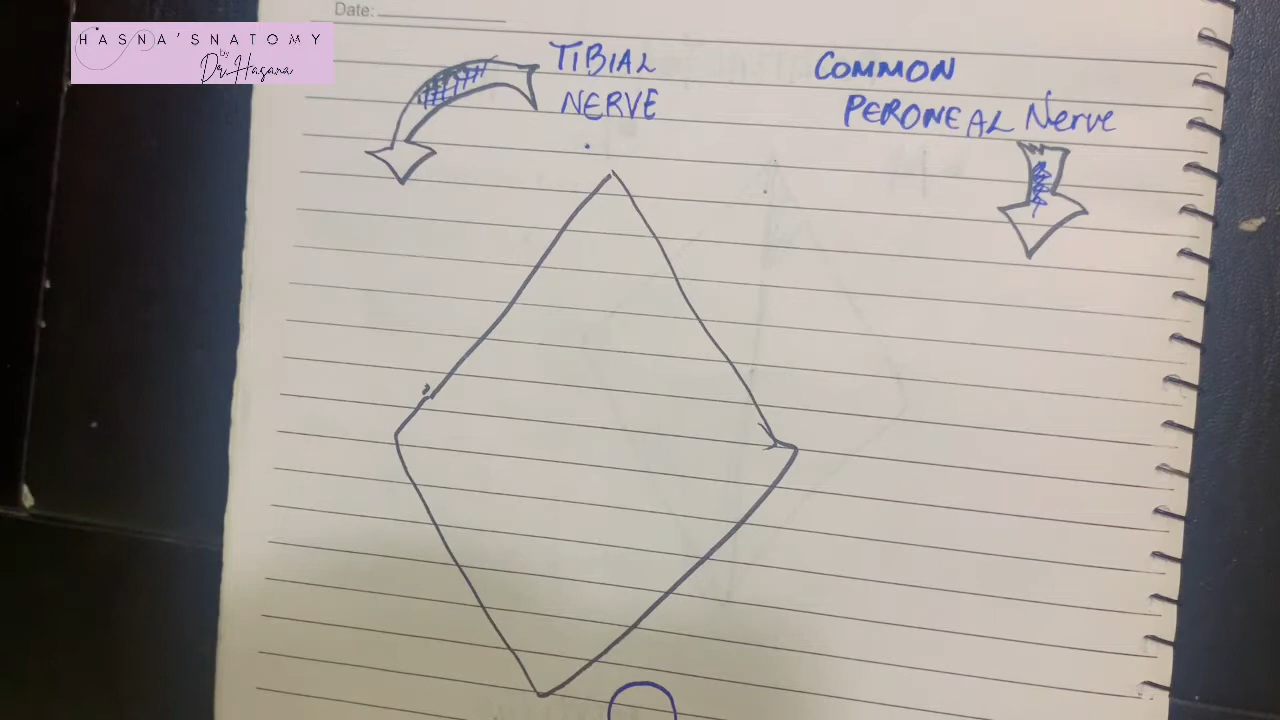 Date:
HASNA'SNATOMY
by
Dr.Hasana
TIBIAL
NERVE
COMMON
PERONEAL Nerve